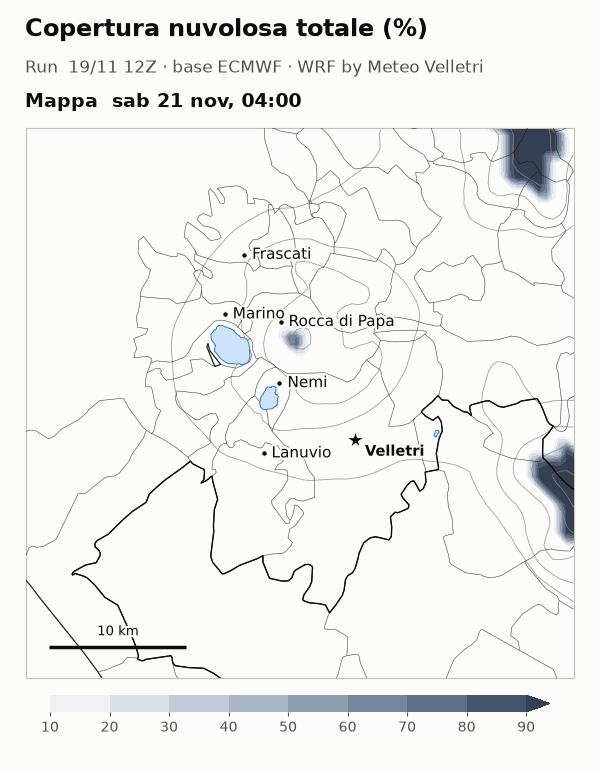 Copertura nuvolosa totale (%)
Run  19/11 12Z · base ECMWF · WRF by Meteo Velletri
Mappa  sab 21 nov, 04:00
Frascati
Marino
Rocca di Papa
Nemi
Velletri
Lanuvio
10 km
10 20 30 40 50 60 70 80 90